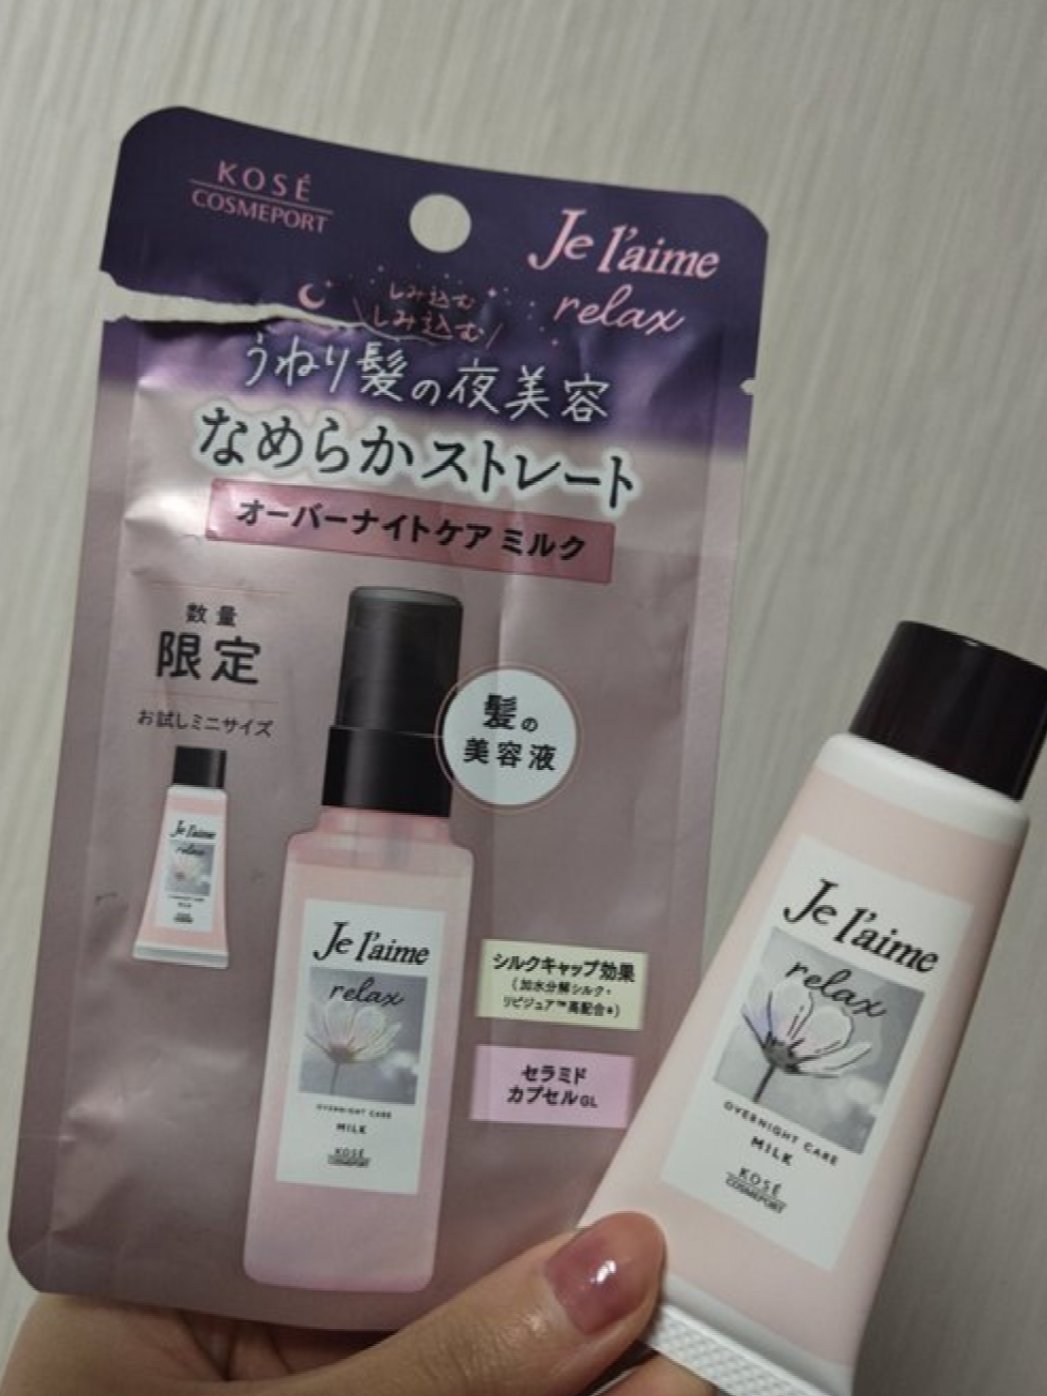 KOSÉ
COSMEPORT
Je l'aime
relax
しみ込む
しみ込む
うねり髪の夜美容
なめらかストレート
オーバーナイトケア ミルク
数量
限定
お試しミニサイズ
髪の
美容液
Je l'aime
relax
Je l'aime
relax
OVERNIGHT CARE
MILK
KOSÉ
COSMEPORT
シルクキャップ効果
(加水分解シルク・
リピジュア™高配合*)
セラミド
カプセルGL
Je l'aime
relax
OVERNIGHT CARE
MILK
KOSÉ
COSMEPORT